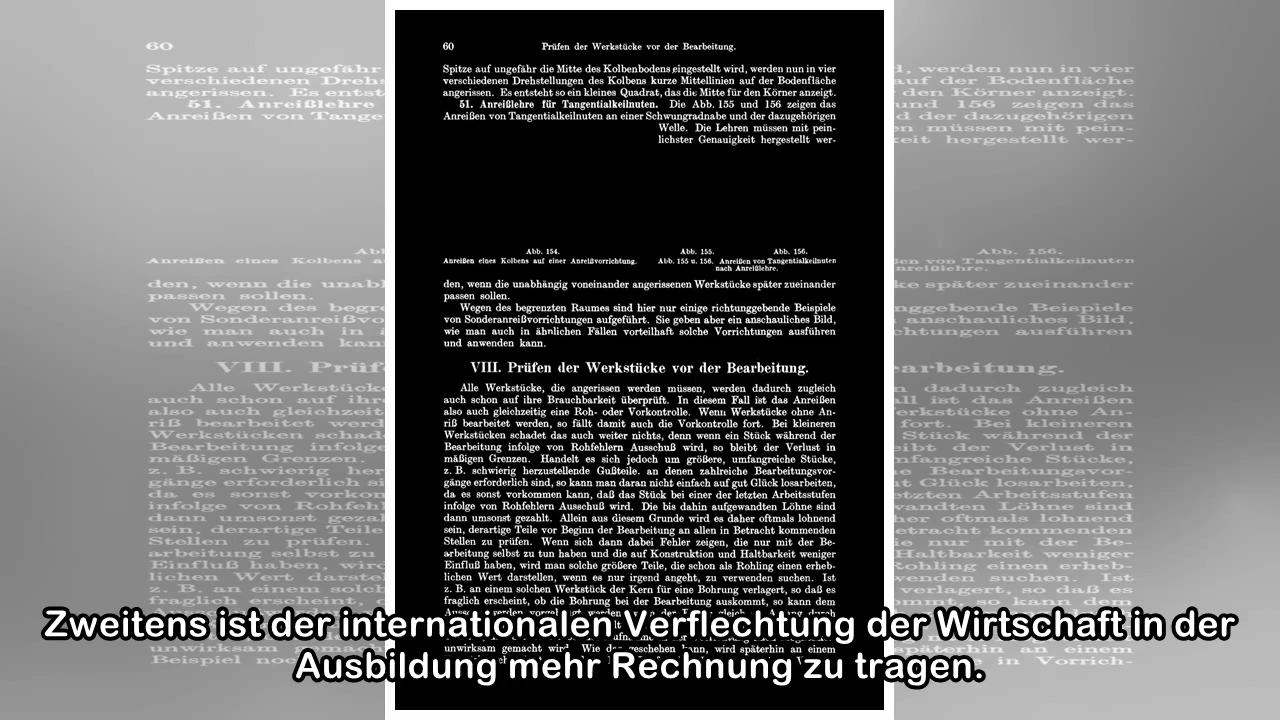 60 Prüfen der Werkstücke vor der Bearbeitung.
Spitze auf ungefähr die Mitte des Kolbenbodens eingestellt wird, werden nun in vier
verschiedenen Drehstellungen des Kolbens kurze Mittellinien auf der Bodenfläche
angerissen. Es entsteht so ein kleines Quadrat, das die Mitte für den Körner anzeigt.
51. Anreißlehre für Tangentialkeilnuten. Die Abb. 155 und 156 zeigen das
Anreißen von Tangentialkeilnuten an einer Schwungradnabe und der dazugehörigen
Welle. Die Lehren müssen mit pein-
lichster Genauigkeit hergestellt wer-
Abb. 154. Abb. 155. Abb. 156.
Anreißen eines Kolbens auf einer Anreißvorrichtung. Abb. 155 u. 156. Anreißen von Tangentialkeilnuten
nach Anreißlehre.
den, wenn die unabhängig voneinander angerissenen Werkstücke später zueinander
passen sollen.
Wegen des begrenzten Raumes sind hier nur einige richtunggebende Beispiele
von Sonderanreißvorrichtungen aufgeführt. Sie geben aber ein anschauliches Bild,
wie man auch in ähnlichen Fällen vorteilhaft solche Vorrichtungen ausführen
und anwenden kann.
VIII. Prüfen der Werkstücke vor der Bearbeitung.
Alle Werkstücke, die angerissen werden müssen, werden dadurch zugleich
auch schon auf ihre Brauchbarkeit überprüft. In diesem Fall ist das Anreißen
also auch gleichzeitig eine Roh- oder Vorkontrolle. Wenn Werkstücke ohne An-
riß bearbeitet werden, so fällt damit auch die Vorkontrolle fort. Bei kleineren
Werkstücken schadet das auch weiter nichts, denn wenn ein Stück während der
Bearbeitung infolge von Rohfehlern Ausschuß wird, so bleibt der Verlust in
mäßigen Grenzen. Handelt es sich jedoch um größere, umfangreiche Stücke,
z. B. schwierig herzustellende Gußteile. an denen zahlreiche Bearbeitungsvor-
gänge erforderlich sind, so kann man daran nicht einfach auf gut Glück losarbeiten,
da es sonst vorkommen kann, daß das Stück bei einer der letzten Arbeitsstufen
infolge von Rohfehlern Ausschuß wird. Die bis dahin aufgewandten Löhne sind
dann umsonst gezahlt. Allein aus diesem Grunde wird es daher oftmals lohnend
sein, derartige Teile vor Beginn der Bearbeitung an allen in Betracht kommenden
Stellen zu prüfen. Wenn sich dann dabei Fehler zeigen, die nur mit der Be-
arbeitung selbst zu tun haben und die auf Konstruktion und Haltbarkeit weniger
Einfluß haben, wird man solche größere Teile, die schon als Rohling einen erheb-
lichen Wert darstellen, wenn es nur irgend angeht, zu verwenden suchen. Ist
z. B. an einem solchen Werkstück der Kern für eine Bohrung verlagert, so daß es
fraglich erscheint, ob die Bohrung bei der Bearbeitung auskommt, so kann dem
unwirksam gemacht wird. Wie geschehen kann, wird späterhin an einem
Zweitens ist der internationalen Verflechtung der Wirtschaft in der
Ausbildung mehr Rechnung zu tragen.